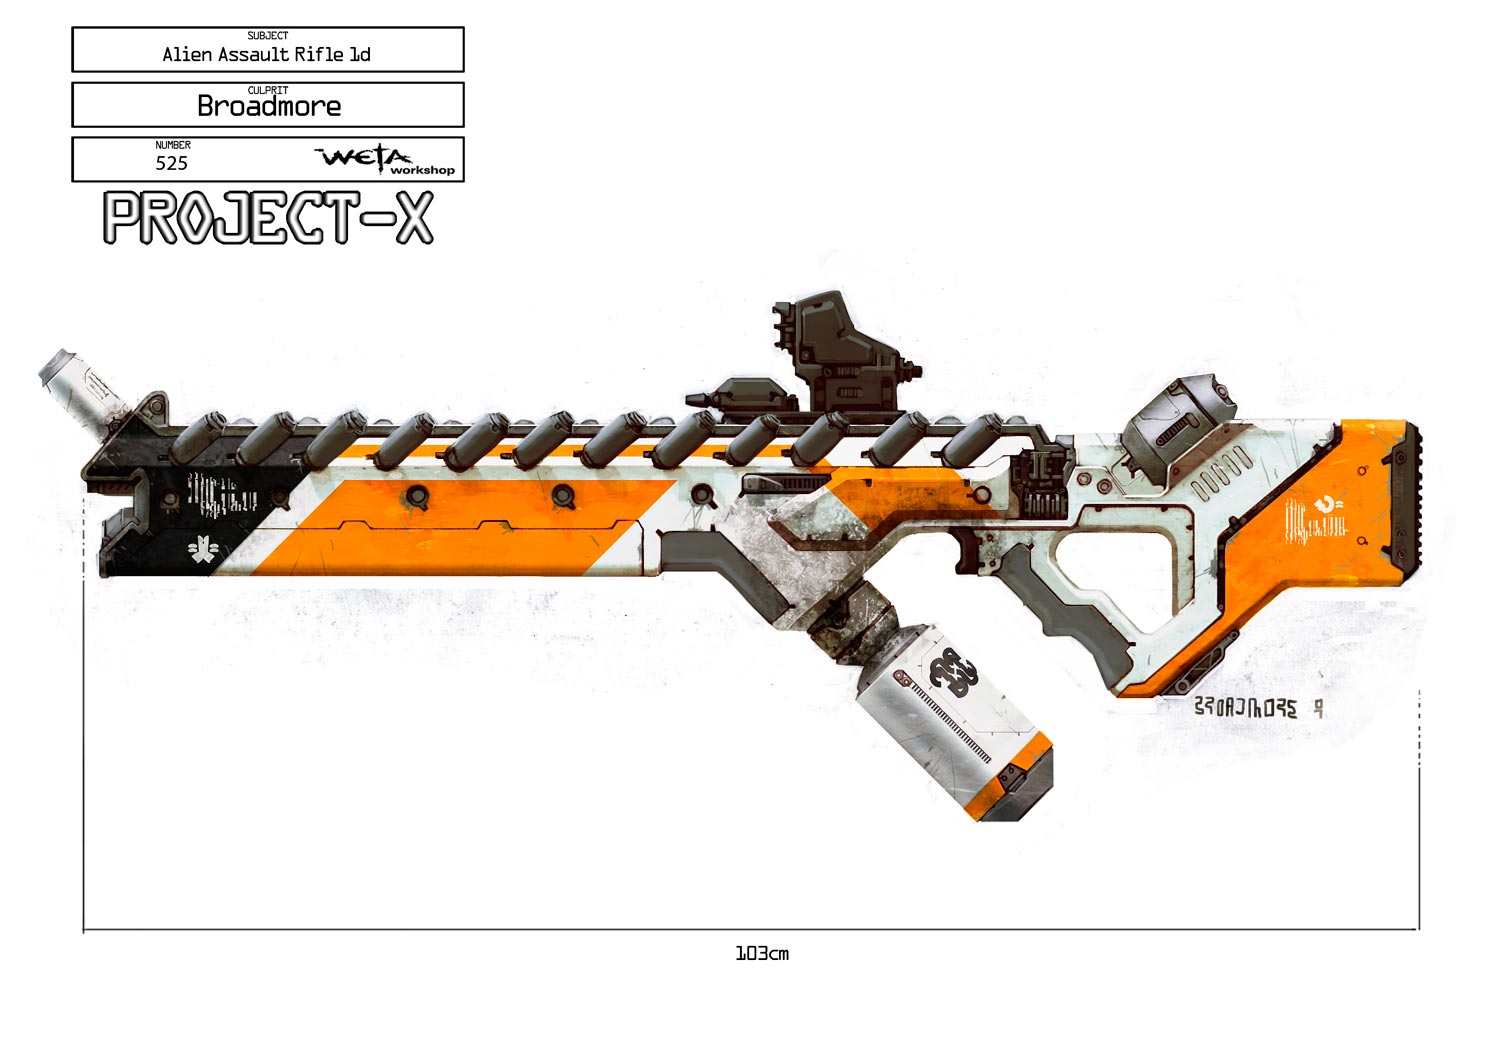 SUBJECT
Alien Assault Rifle 1d
CULPRIT
Broadmore
NUMBER
525
WETA
workshop
PROJECT-X
103cm